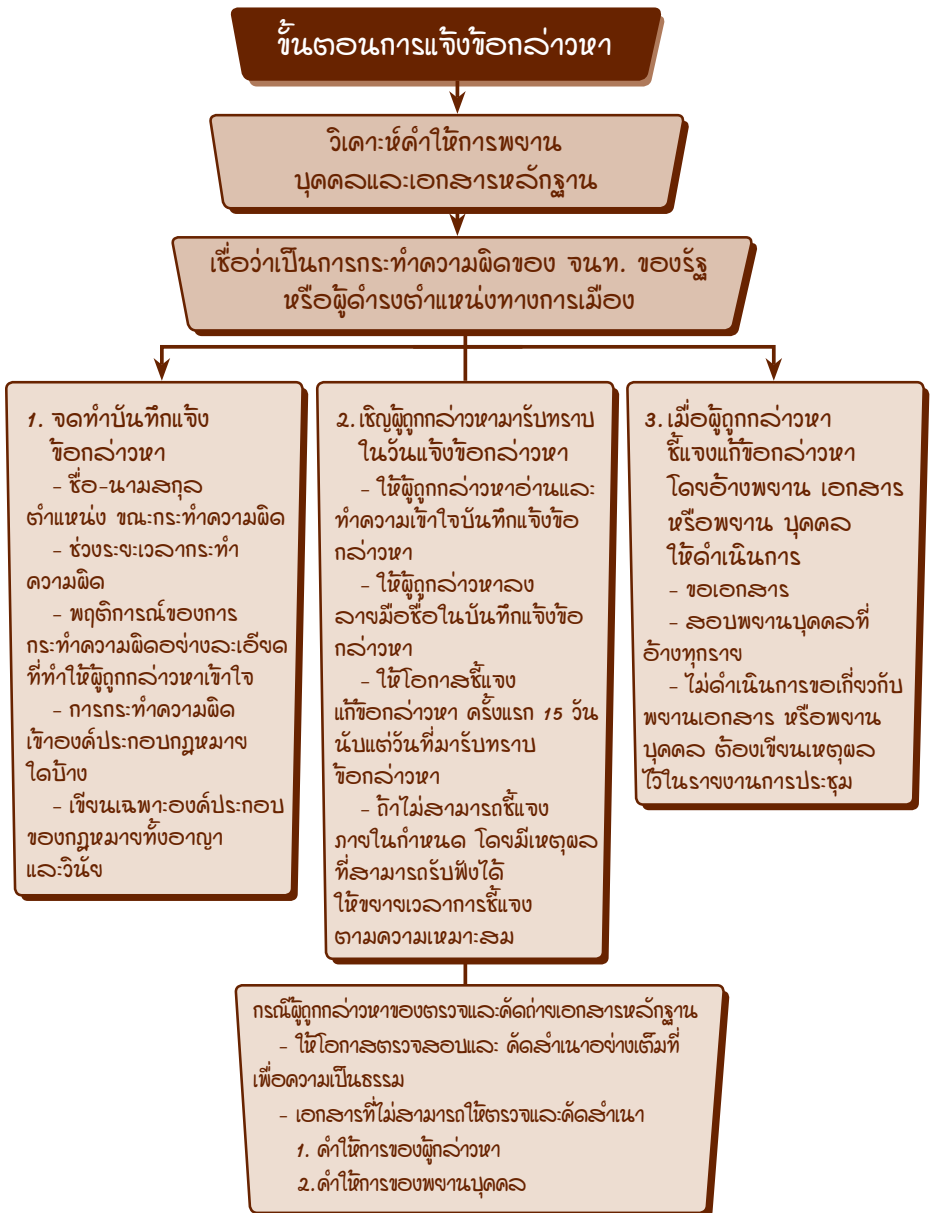 ขั้นตอนการแจ้งข้อกล่าวหา
วิเคาะห์คำให้การพยาน
บุคคลและเอกสารหลักฐาน
เชื่อว่าเป็นการกระทำความผิดของ จนท. ของรัฐ
หรือผู้ดำรงตำแหน่งทางการเมือง
1. จดทำบันทึกแจ้ง
ข้อกล่าวหา
- ชื่อ-นามสกุล
ตำแหน่ง ขณะกระทำความผิด
- ช่วงระยะเวลากระทำ
ความผิด
- พฤติการณ์ของการ
กระทำความผิดอย่างละเอียด
ที่ทำให้ผู้ถูกกล่าวหาเข้าใจ
- การกระทำความผิด
เข้าองค์ประกอบกฎหมาย
ใดบ้าง
- เขียนเฉพาะองค์ประกอบ
ของกฎหมายทั้งอาญา
และวินัย
2. เชิญผู้ถูกกล่าวหามารับทราบ
ในวันแจ้งข้อกล่าวหา
- ให้ผู้ถูกกล่าวหาอ่านและ
ทำความเข้าใจบันทึกแจ้งข้อ
กล่าวหา
- ให้ผู้ถูกกล่าวหาลง
ลายมือชื่อในบันทึกแจ้งข้อ
กล่าวหา
- ให้โอกาสชี้แจง
แก้ข้อกล่าวหา ครั้งแรก 15 วัน
นับแต่วันที่มารับทราบ
ข้อกล่าวหา
- ถ้าไม่สามารถชี้แจง
ภายในกำหนด โดยมีเหตุผล
ที่สามารถรับฟังได้
ให้ขยายเวลาการชี้แจง
ตามความเหมาะสม
3. เมื่อผู้ถูกกล่าวหา
ชี้แจงแก้ข้อกล่าวหา
โดยอ้างพยาน เอกสาร
หรือพยาน บุคคล
ให้ดำเนินการ
- ขอเอกสาร
- สอบพยานบุคคลที่
อ้างทุกราย
- ไม่ดำเนินการขอเกี่ยวกับ
พยานเอกสาร หรือพยาน
บุคคล ต้องเขียนเหตุผล
ไว้ในรายงานการประชุม
กรณีผู้ถูกกล่าวหาของตรวจและคัดถ่ายเอกสารหลักฐาน
- ให้โอกาสตรวจสอบและ คัดสำเนาอย่างเต็มที่
เพื่อความเป็นธรรม
- เอกสารที่ไม่สามารถให้ตรวจและคัดสำเนา
1. คำให้การของผู้กล่าวหา
2. คำให้การของพยานบุคคล